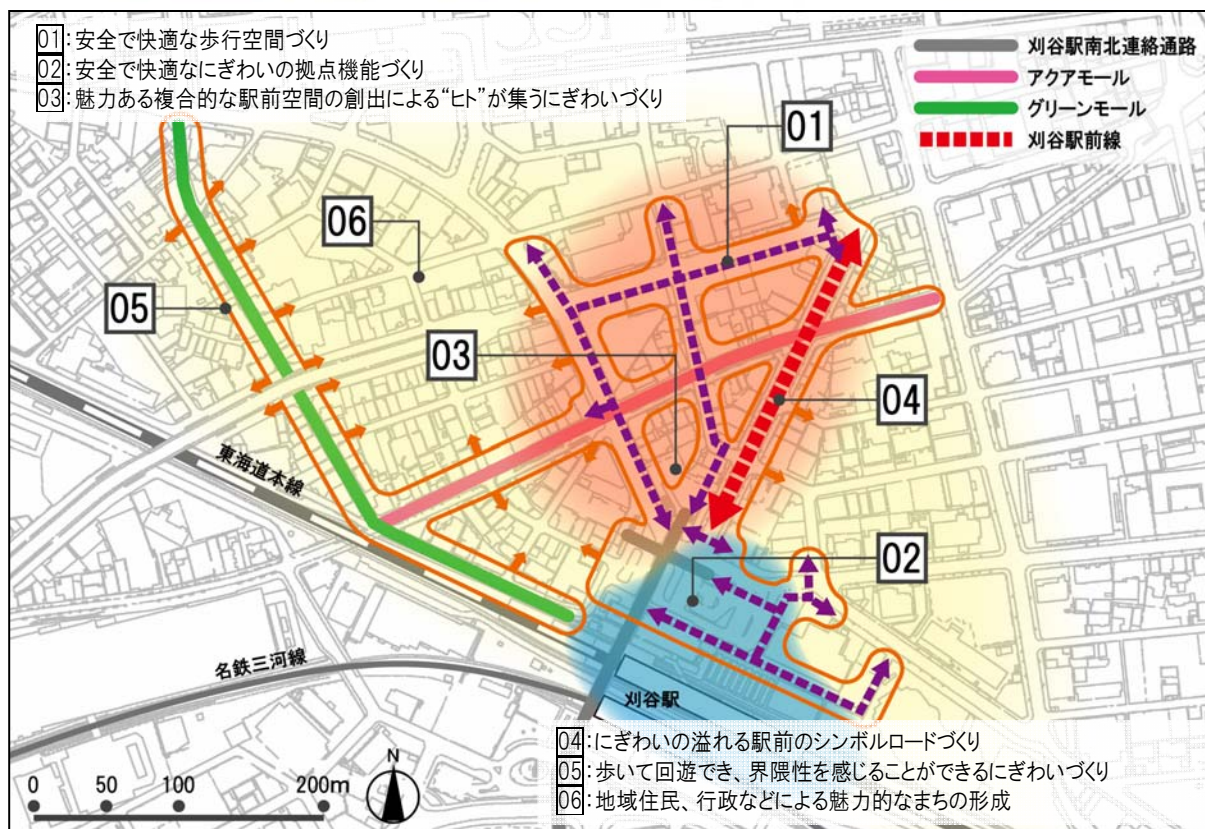 01:安全で快適な歩行空間づくり
02:安全で快適なにぎわいの拠点機能づくり
03:魅力ある複合的な駅前空間の創出による“ヒト”が集うにぎわいづくり
刈谷駅南北連絡通路
アクアモール
グリーンモール
刈谷駅前線
01
06
05
03
04
東海道本線
02
名鉄三河線
刈谷駅
04:にぎわいの溢れる駅前のシンボルロードづくり
05:歩いて回遊でき、界隈性を感じることができるにぎわいづくり
06:地域住民、行政などによる魅力的なまちの形成
0 50 100 200m
N